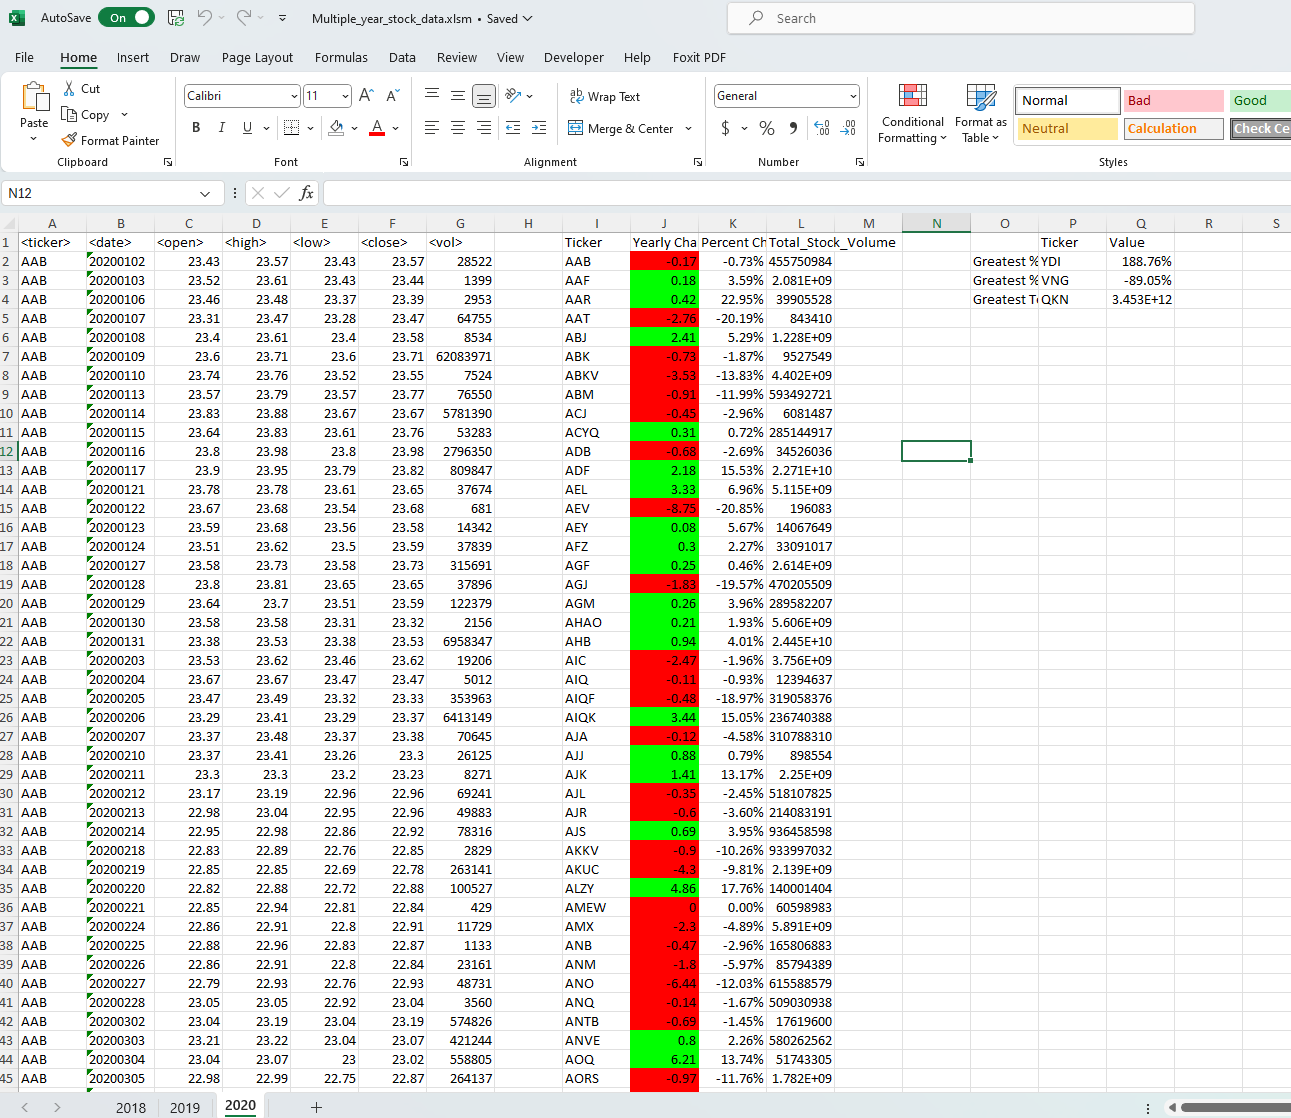 AutoSave On Multiple_year_stock_data.xlsm • Saved Search
File Home Insert Draw Page Layout Formulas Data Review View Developer Help Foxit PDF
Paste Cut Copy Format Painter Clipboard
Calibri 11 A A B I U A Font
ab Wrap Text Merge & Center Alignment
General $ % Number
Conditional Formatting Format as Table
Normal Bad Good
Neutral Calculation Check Ce
Styles
N12 fx
A B C D E F G H I J K L M N O P Q R S
1 <ticker> <date> <open> <high> <low> <close> <vol> Ticker Yearly Cha Percent Ch Total_Stock_Volume Ticker Value
2 AAB 20200102 23.43 23.57 23.43 23.57 28522 AAB -0.17 -0.73% 455750984 Greatest % YDI 188.76%
3 AAB 20200103 23.52 23.61 23.43 23.44 1399 AAF 0.18 3.59% 2.081E+09 Greatest % VNG -89.05%
4 AAB 20200106 23.46 23.48 23.37 23.39 2953 AAR 0.42 22.95% 39905528 Greatest T QKN 3.453E+12
5 AAB 20200107 23.31 23.47 23.28 23.47 64755 AAT -2.76 -20.19% 843410
6 AAB 20200108 23.4 23.61 23.4 23.58 8534 ABJ 2.41 5.29% 1.228E+09
7 AAB 20200109 23.6 23.71 23.6 23.71 62083971 ABK -0.73 -1.87% 9527549
8 AAB 20200110 23.74 23.76 23.52 23.55 7524 ABKV -3.53 -13.83% 4.402E+09
9 AAB 20200113 23.57 23.79 23.57 23.77 76550 ABM -0.91 -11.99% 593492721
10 AAB 20200114 23.83 23.88 23.67 23.67 5781390 ACJ -0.45 -2.96% 6081487
11 AAB 20200115 23.64 23.83 23.61 23.76 53283 ACYQ 0.31 0.72% 285144917
12 AAB 20200116 23.8 23.98 23.8 23.98 2796350 ADB -0.68 -2.69% 34526036
13 AAB 20200117 23.9 23.95 23.79 23.82 809847 ADF 2.18 15.53% 2.271E+10
14 AAB 20200121 23.78 23.78 23.61 23.65 37674 AEL 3.33 6.96% 5.115E+09
15 AAB 20200122 23.67 23.68 23.54 23.68 681 AEV -8.75 -20.85% 196083
16 AAB 20200123 23.59 23.68 23.56 23.58 14342 AEY 0.08 5.67% 14067649
17 AAB 20200124 23.51 23.62 23.5 23.59 37839 AFZ 0.3 2.27% 33091017
18 AAB 20200127 23.58 23.73 23.58 23.73 315691 AGF 0.25 0.46% 2.614E+09
19 AAB 20200128 23.8 23.81 23.65 23.65 37896 AGJ -1.83 -19.57% 470205509
20 AAB 20200129 23.64 23.7 23.51 23.59 122379 AGM 0.26 3.96% 289582207
21 AAB 20200130 23.58 23.58 23.31 23.32 2156 AHAO 0.21 1.93% 5.606E+09
22 AAB 20200131 23.38 23.53 23.38 23.53 6958347 AHB 0.94 4.01% 2.445E+10
23 AAB 20200203 23.53 23.62 23.46 23.62 19206 AIC -2.47 -1.96% 3.756E+09
24 AAB 20200204 23.67 23.67 23.47 23.47 5012 AIQ -0.11 -0.93% 12394637
25 AAB 20200205 23.47 23.49 23.32 23.33 353963 AIQF -0.48 -18.97% 319058376
26 AAB 20200206 23.29 23.41 23.29 23.37 6413149 AIQK 3.44 15.05% 236740388
27 AAB 20200207 23.37 23.48 23.37 23.38 70645 AJA -0.12 -4.58% 310788310
28 AAB 20200210 23.37 23.41 23.26 23.3 26125 AJJ 0.88 0.79% 898554
29 AAB 20200211 23.3 23.3 23.2 23.23 8271 AJK 1.41 13.17% 2.25E+09
30 AAB 20200212 23.17 23.19 22.96 22.96 69241 AJL -0.35 -2.45% 518107825
31 AAB 20200213 22.98 23.04 22.95 22.96 49883 AJR -0.6 -3.60% 214083191
32 AAB 20200214 22.95 22.98 22.86 22.92 78316 AJS 0.69 3.95% 936458598
33 AAB 20200218 22.83 22.89 22.76 22.85 2829 AKKV -0.9 -10.26% 933997032
34 AAB 20200219 22.85 22.85 22.69 22.78 263141 AKUC -4.3 -9.81% 2.139E+09
35 AAB 20200220 22.82 22.88 22.72 22.88 100527 ALZY 4.86 17.76% 140001404
36 AAB 20200221 22.85 22.94 22.81 22.84 429 AMEW 0 0.00% 60598983
37 AAB 20200224 22.86 22.91 22.8 22.91 11729 AMX -2.3 -4.89% 5.891E+09
38 AAB 20200225 22.88 22.96 22.83 22.87 1133 ANB -0.47 -2.96% 165806883
39 AAB 20200226 22.86 22.91 22.8 22.84 23161 ANM -1.8 -5.97% 85794389
40 AAB 20200227 22.79 22.93 22.76 22.93 48731 ANO -6.44 -12.03% 615588579
41 AAB 20200228 23.05 23.05 22.92 23.04 3560 ANQ -0.14 -1.67% 509030938
42 AAB 20200302 23.04 23.19 23.04 23.19 574826 ANTB -0.69 -1.45% 17619600
43 AAB 20200303 23.21 23.22 23.04 23.07 421244 ANVE 0.8 2.26% 580262562
44 AAB 20200304 23.04 23.07 23 23.02 558805 AOQ 6.21 13.74% 51743305
45 AAB 20200305 22.98 22.99 22.75 22.87 264137 AORS -0.97 -11.76% 1.782E+09
2018 2019 2020 +